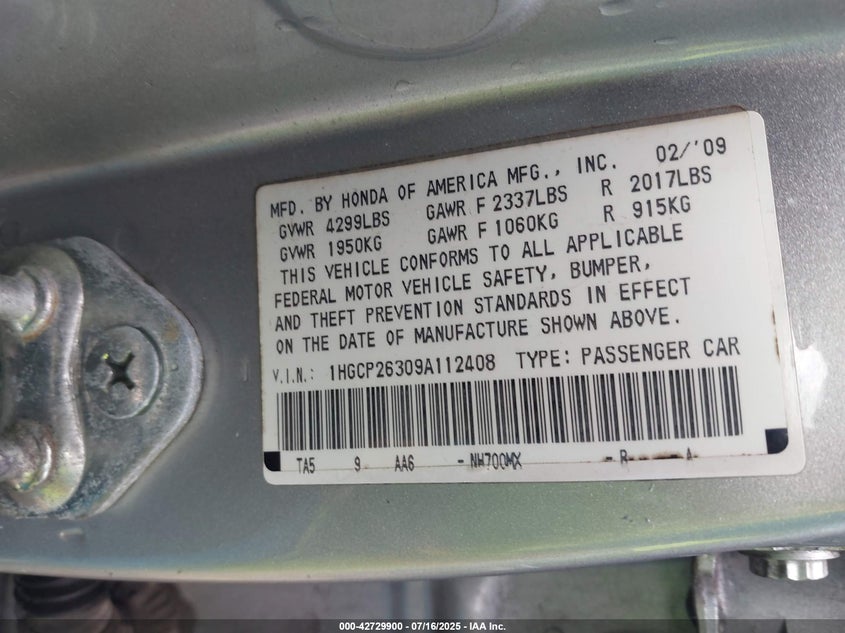 MFD. BY HONDA OF AMERICA MFG., INC. 02/'09
GVWR 4299LBS GAWR F 2337LBS R 2017LBS
GVWR 1950KG GAWR F 1060KG R 915KG
THIS VEHICLE CONFORMS TO ALL APPLICABLE
FEDERAL MOTOR VEHICLE SAFETY, BUMPER,
AND THEFT PREVENTION STANDARDS IN EFFECT
ON THE DATE OF MANUFACTURE SHOWN ABOVE.
V.I.N.: 1HGCP26309A112408 TYPE: PASSENGER CAR
TA5 9 AA6 - NH700MX - R A
000-42729900 - 07/16/2025 - IAA Inc.